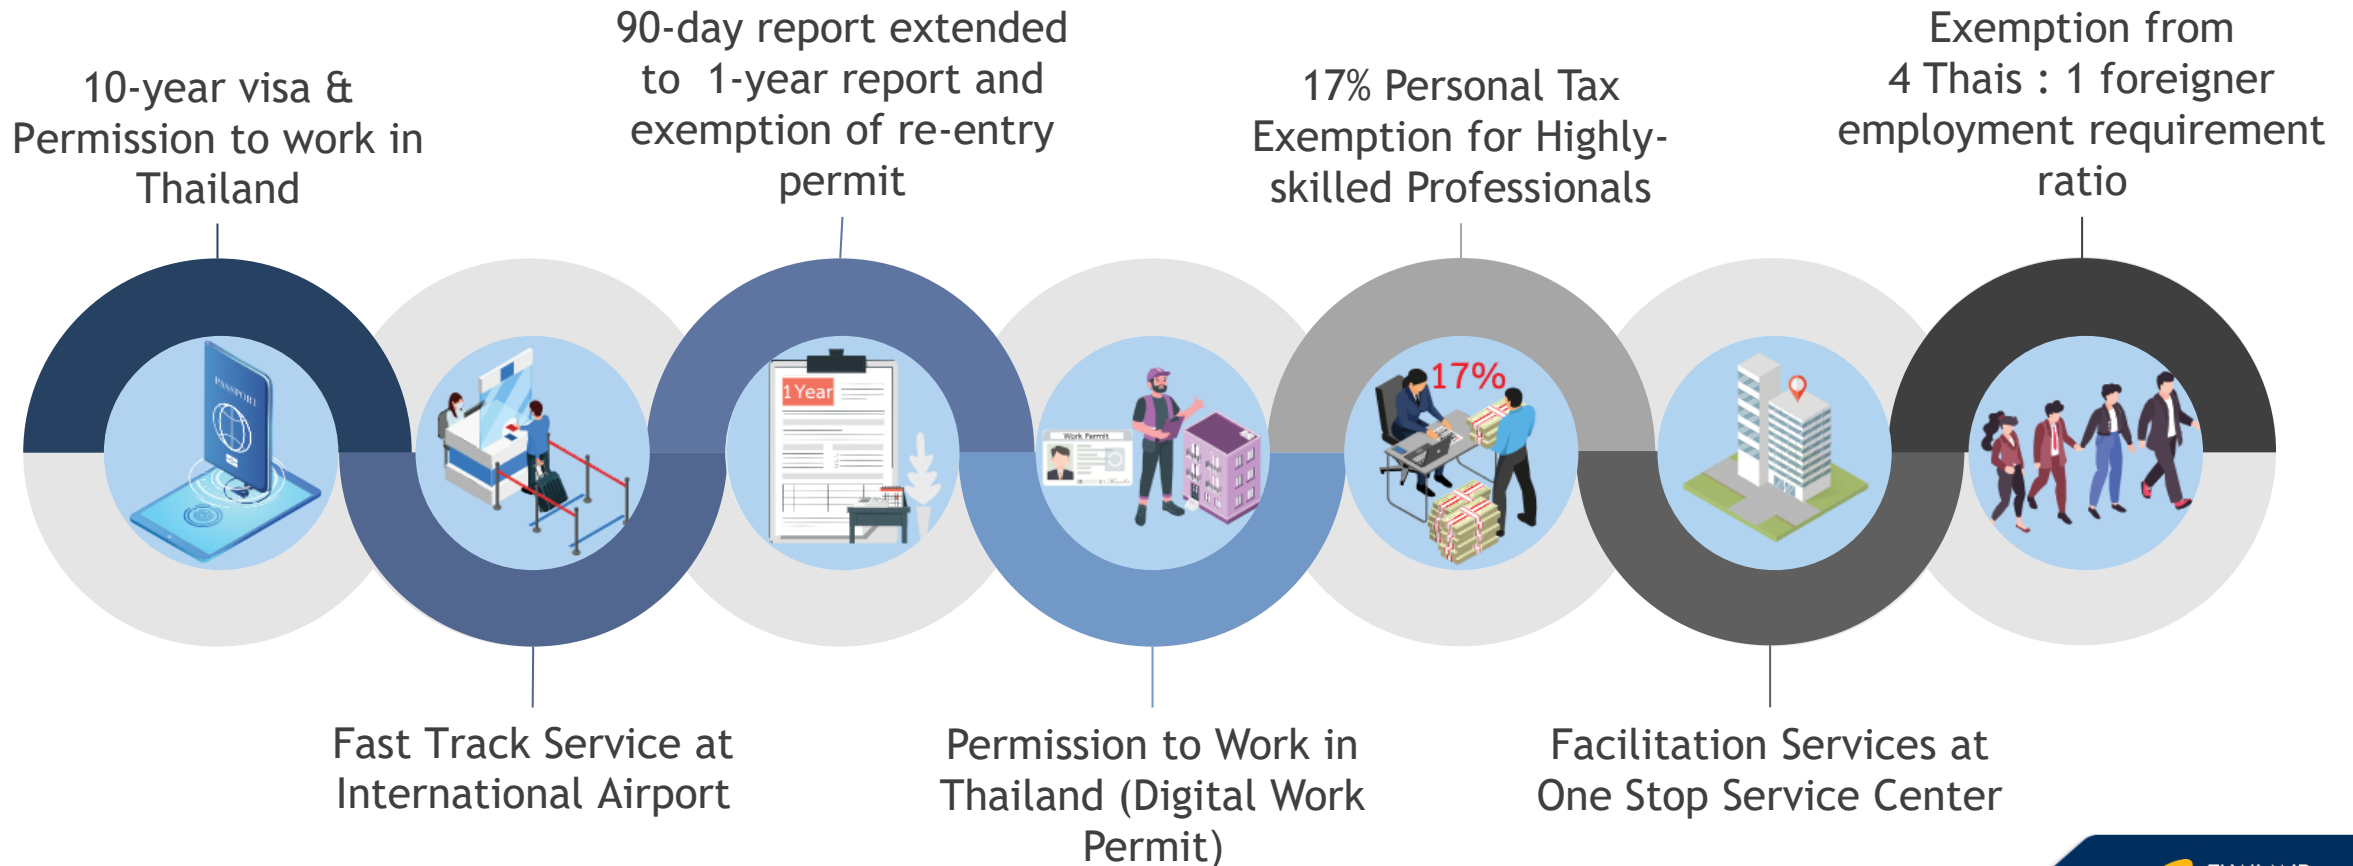 10-year visa &
Permission to work in
Thailand
Fast Track Service at
International Airport
90-day report extended
to 1-year report and
exemption of re-entry
permit
Permission to Work in
Thailand (Digital Work
Permit)
17% Personal Tax
Exemption for Highly-
skilled Professionals
Facilitation Services at
One Stop Service Center
Exemption from
4 Thais : 1 foreigner
employment requirement
ratio
PASSPORT
1 Year
Work Permit
17%